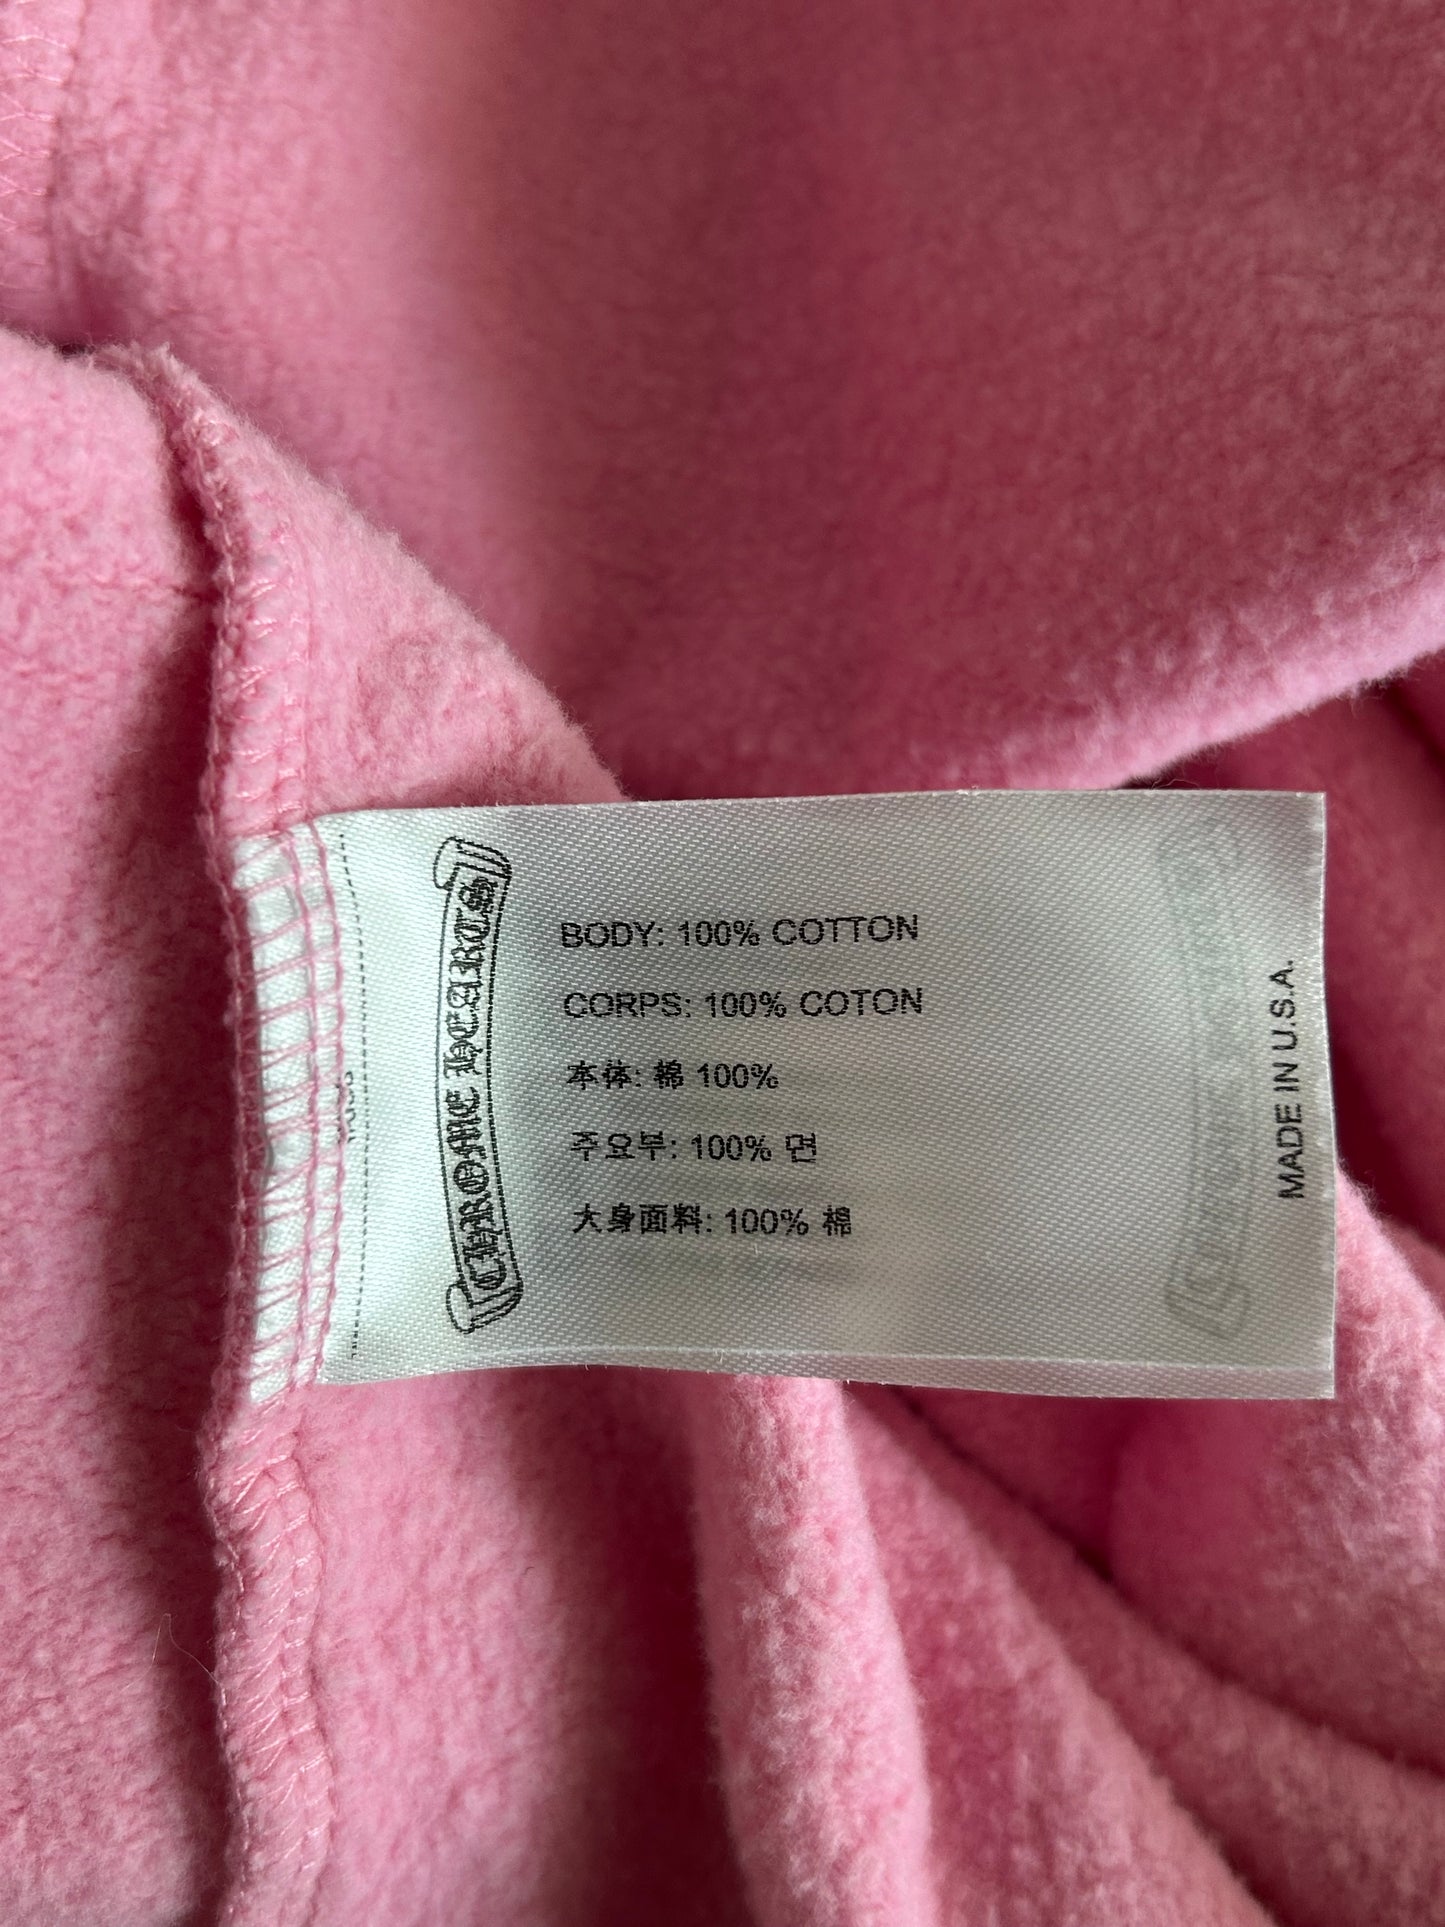 CHROME HEARTS
BODY: 100% COTTON
CORPS: 100% COTON
本体: 棉 100%
주요부: 100% 면
大身面料: 100% 棉
MADE IN U.S.A.